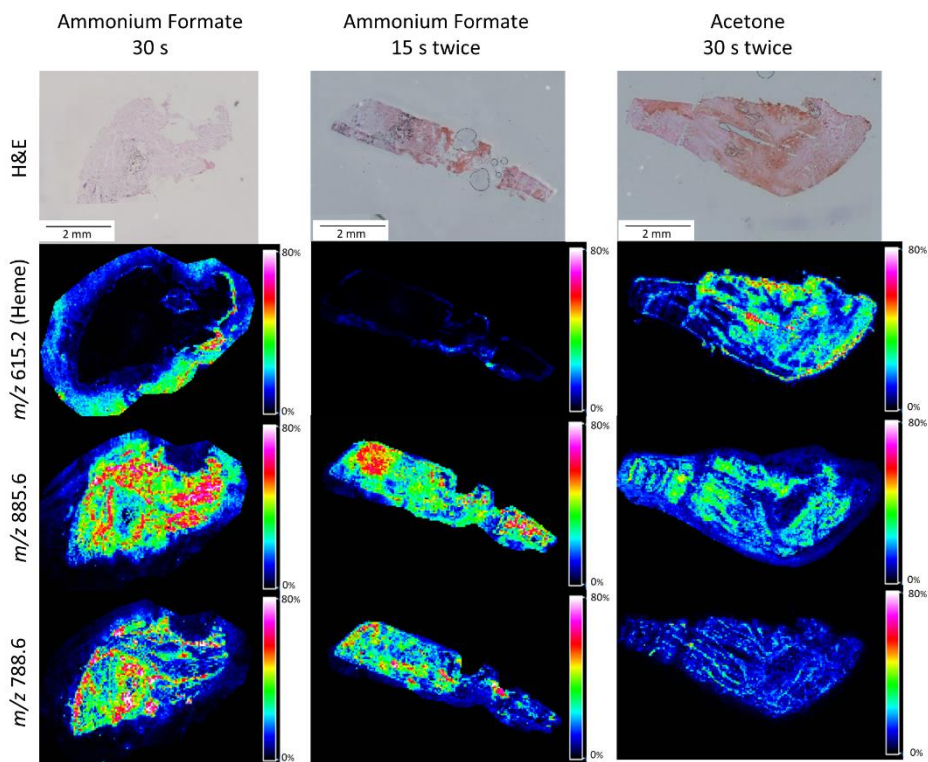 Ammonium Formate
30 s
Ammonium Formate
15 s twice
Acetone
30 s twice
H&E
2 mm
2 mm
2 mm
m/z 615.2 (Heme)
80%
0%
80%
0%
80%
0%
m/z 885.6
80%
0%
80%
0%
80%
0%
m/z 788.6
80%
0%
80%
0%
80%
0%